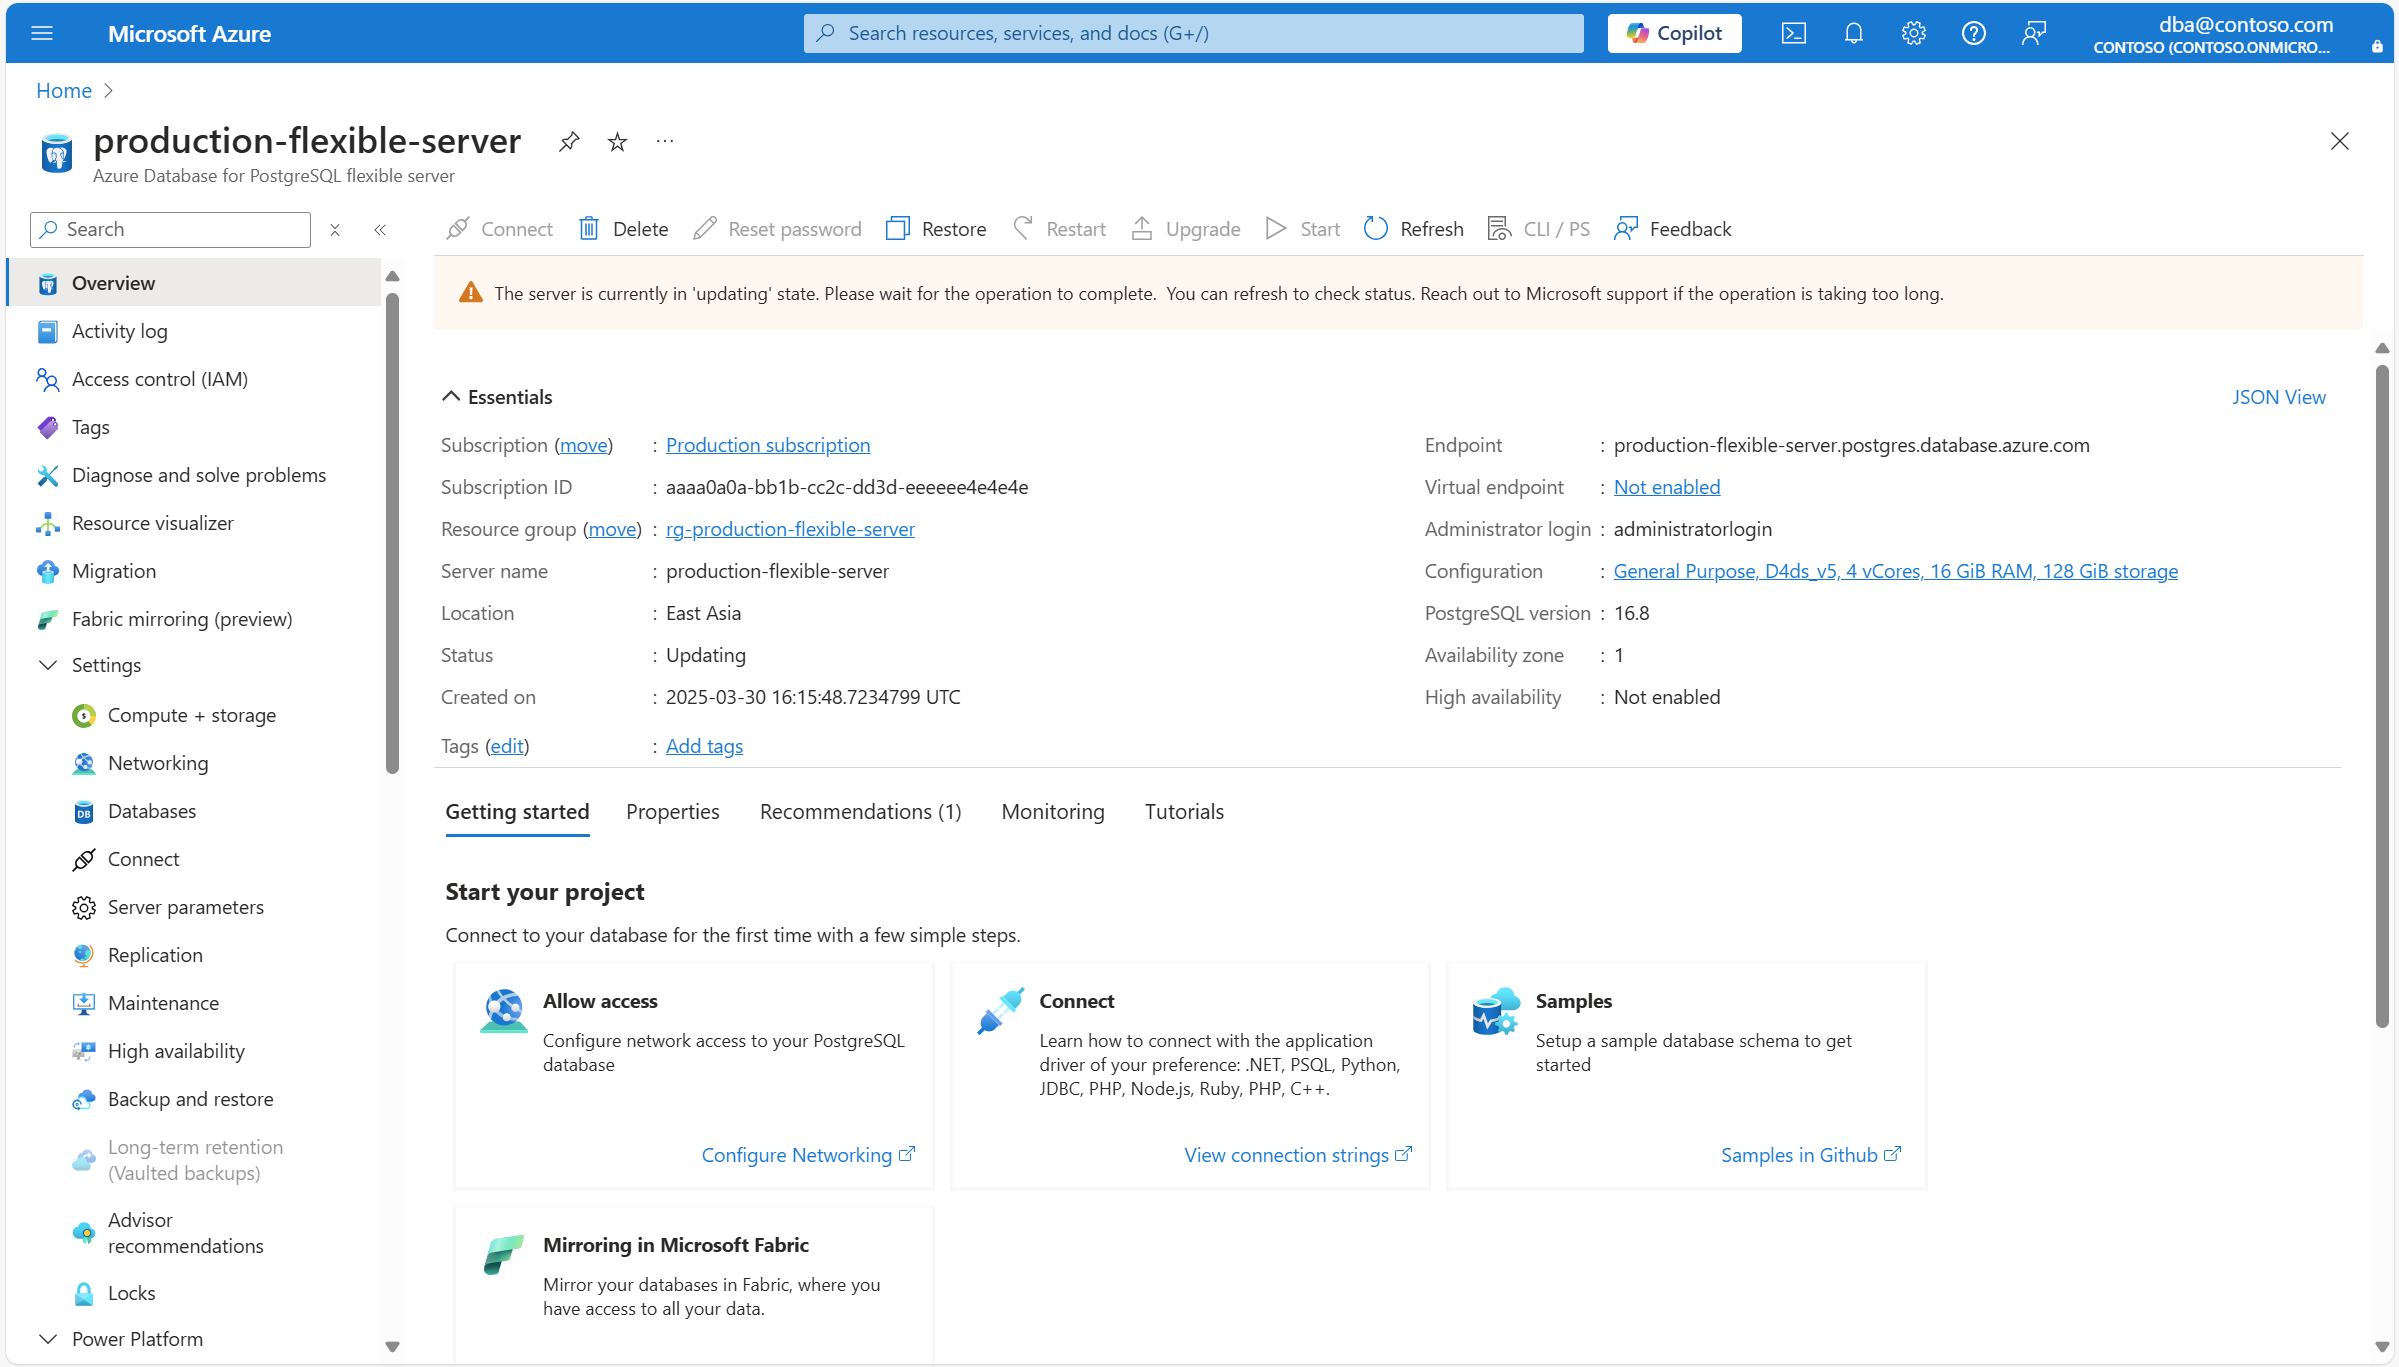 Microsoft Azure
Search resources, services, and docs (G+/)
Copilot
dba@contoso.com
CONTOSO (CONTOSO.ONMICRO...
Home
production-flexible-server
Azure Database for PostgreSQL flexible server
Search
Connect
Delete
Reset password
Restore
Restart
Upgrade
Start
Refresh
CLI / PS
Feedback
Overview
Activity log
Access control (IAM)
Tags
Diagnose and solve problems
Resource visualizer
Migration
Fabric mirroring (preview)
Settings
Compute + storage
Networking
Databases
Connect
Server parameters
Replication
Maintenance
High availability
Backup and restore
Long-term retention
(Vaulted backups)
Advisor
recommendations
Locks
Power Platform
The server is currently in 'updating' state. Please wait for the operation to complete.  You can refresh to check status. Reach out to Microsoft support if the operation is taking too long.
Essentials
JSON View
Subscription (move) : Production subscription
Subscription ID : aaaa0a0a-bb1b-cc2c-dd3d-eeeeee4e4e4e
Resource group (move) : rg-production-flexible-server
Server name : production-flexible-server
Location : East Asia
Status : Updating
Created on : 2025-03-30 16:15:48.7234799 UTC
Tags (edit) : Add tags
Endpoint : production-flexible-server.postgres.database.azure.com
Virtual endpoint : Not enabled
Administrator login : administratorlogin
Configuration : General Purpose, D4ds_v5, 4 vCores, 16 GiB RAM, 128 GiB storage
PostgreSQL version : 16.8
Availability zone : 1
High availability : Not enabled
Getting started
Properties
Recommendations (1)
Monitoring
Tutorials
Start your project
Connect to your database for the first time with a few simple steps.
Allow access
Configure network access to your PostgreSQL
database
Configure Networking
Connect
Learn how to connect with the application
driver of your preference: .NET, PSQL, Python,
JDBC, PHP, Node.js, Ruby, PHP, C++.
View connection strings
Samples
Setup a sample database schema to get
started
Samples in Github
Mirroring in Microsoft Fabric
Mirror your databases in Fabric, where you
have access to all your data.